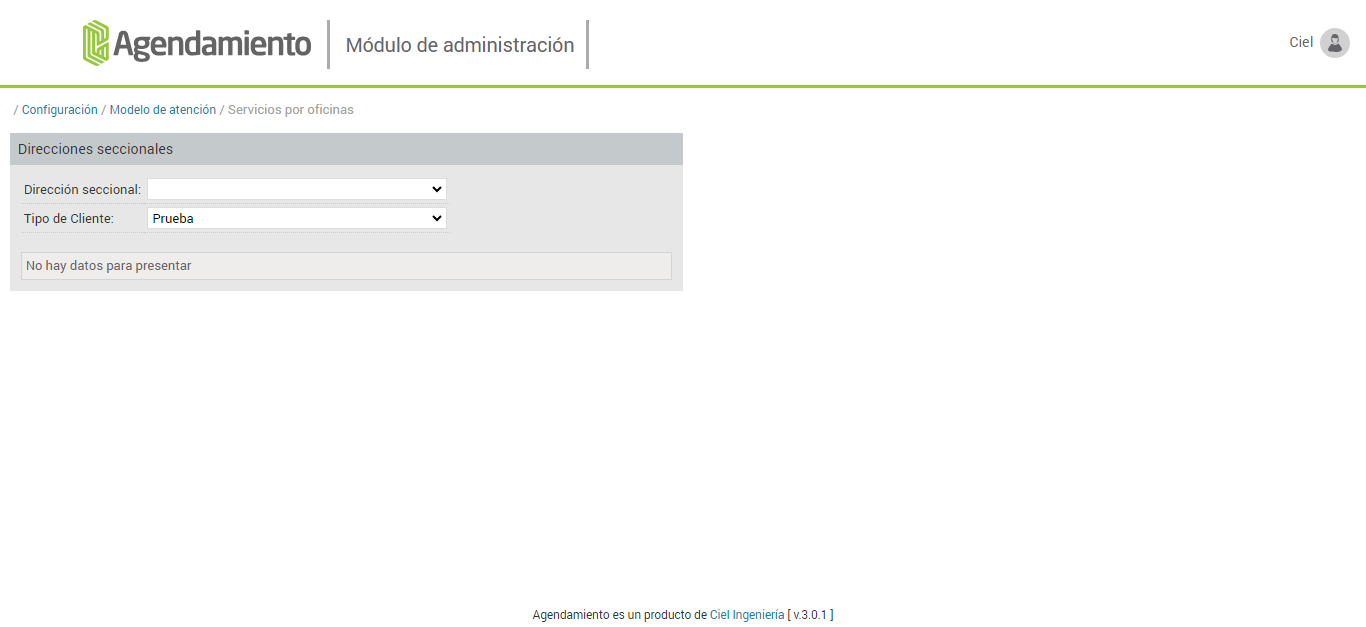 Agendamiento Módulo de administración Ciel
/ Configuración / Modelo de atención / Servicios por oficinas
Direcciones seccionales
Dirección seccional:
Tipo de Cliente: Prueba
No hay datos para presentar
Agendamiento es un producto de Ciel Ingeniería [ v.3.0.1 ]